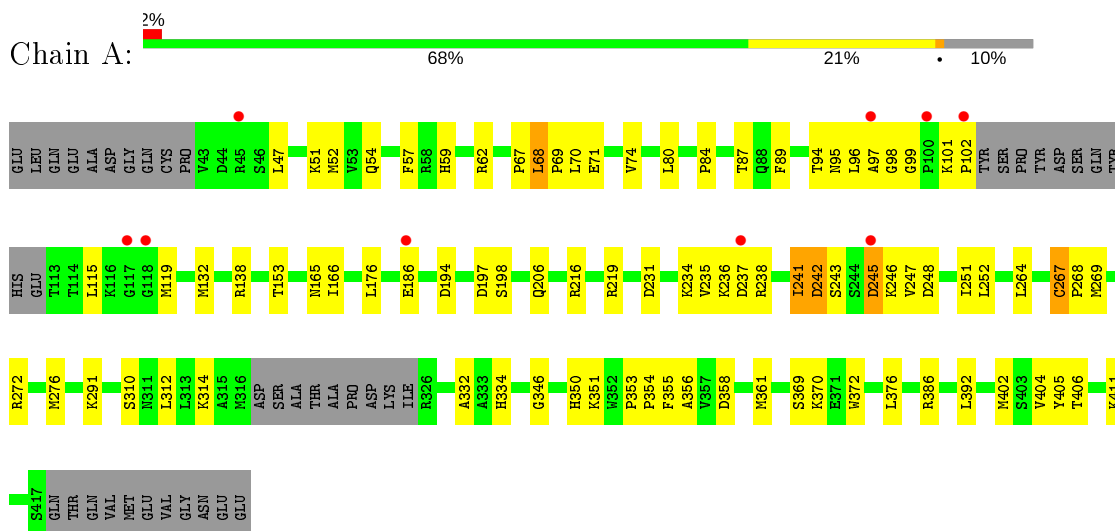 2%
Chain A:
68% 21% • 10%
GLU LEU GLN GLU ALA ASP GLY GLN CYS PRO V43 D44 R45 S46 L47 K51 M52 V53 Q54 F57 R58 H59 R62 P67 L68 P69 L70 E71 V74 L80 P84 T87 Q88 F89 T94 N95 L96 A97 G98 G99 P100 K101 P102 TYR SER PRO TYR ASP SER GLN TYR
HIS GLU T113 T114 L115 K116 G117 G118 M119 M132 R138 T153 N165 I166 L176 E186 D194 D197 S198 Q206 R216 R219 D231 K234 V235 K236 D237 R238 I241 D242 S243 S244 D245 K246 V247 D248 I251 L252 L264 C267 P268 M269
R272 M276 K291 S310 N311 L312 L313 K314 A315 M316 ASP SER ALA THR ALA PRO ASP LYS ILE R326 A332 A333 H334 G346 H350 K351 W352 P353 P354 F355 A356 V357 D358 M361 S369 K370 E371 W372 L376 R386 L392 M402 S403 V404 Y405 T406 K411
S417 GLN THR GLN VAL MET GLU VAL GLY ASN GLU GLU